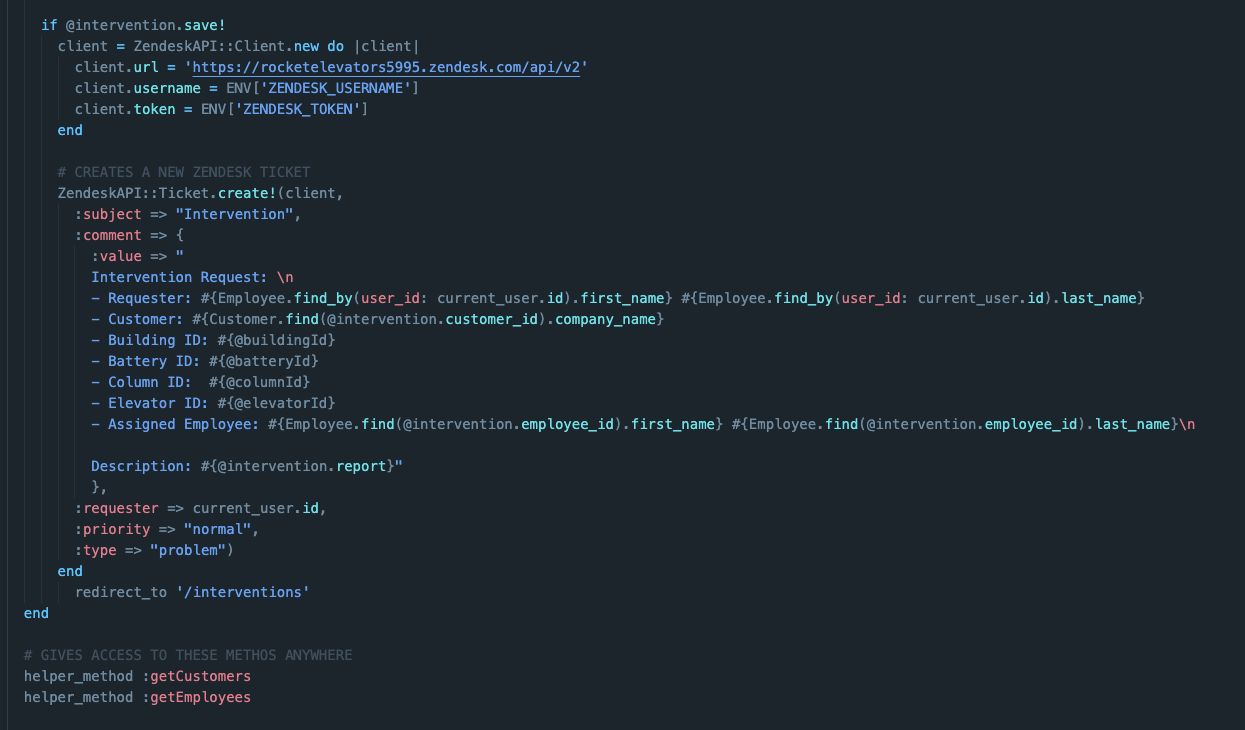 if @intervention.save!
client = ZendeskAPI::Client.new do |client|
client.url = 'https://rocketelevators5995.zendesk.com/api/v2'
client.username = ENV['ZENDESK_USERNAME']
client.token = ENV['ZENDESK_TOKEN']
end
# CREATES A NEW ZENDESK TICKET
ZendeskAPI::Ticket.create!(client,
:subject => "Intervention",
:comment => {
:value => "
Intervention Request: \n
- Requester: #{Employee.find_by(user_id: current_user.id).first_name} #{Employee.find_by(user_id: current_user.id).last_name}
- Customer: #{Customer.find(@intervention.customer_id).company_name}
- Building ID: #{@buildingId}
- Battery ID: #{@batteryId}
- Column ID:  #{@columnId}
- Elevator ID: #{@elevatorId}
- Assigned Employee: #{Employee.find(@intervention.employee_id).first_name} #{Employee.find(@intervention.employee_id).last_name}\n
Description: #{@intervention.report}"
},
:requester => current_user.id,
:priority => "normal",
:type => "problem")
end
redirect_to '/interventions'
end
# GIVES ACCESS TO THESE METHOS ANYWHERE
helper_method :getCustomers
helper_method :getEmployees